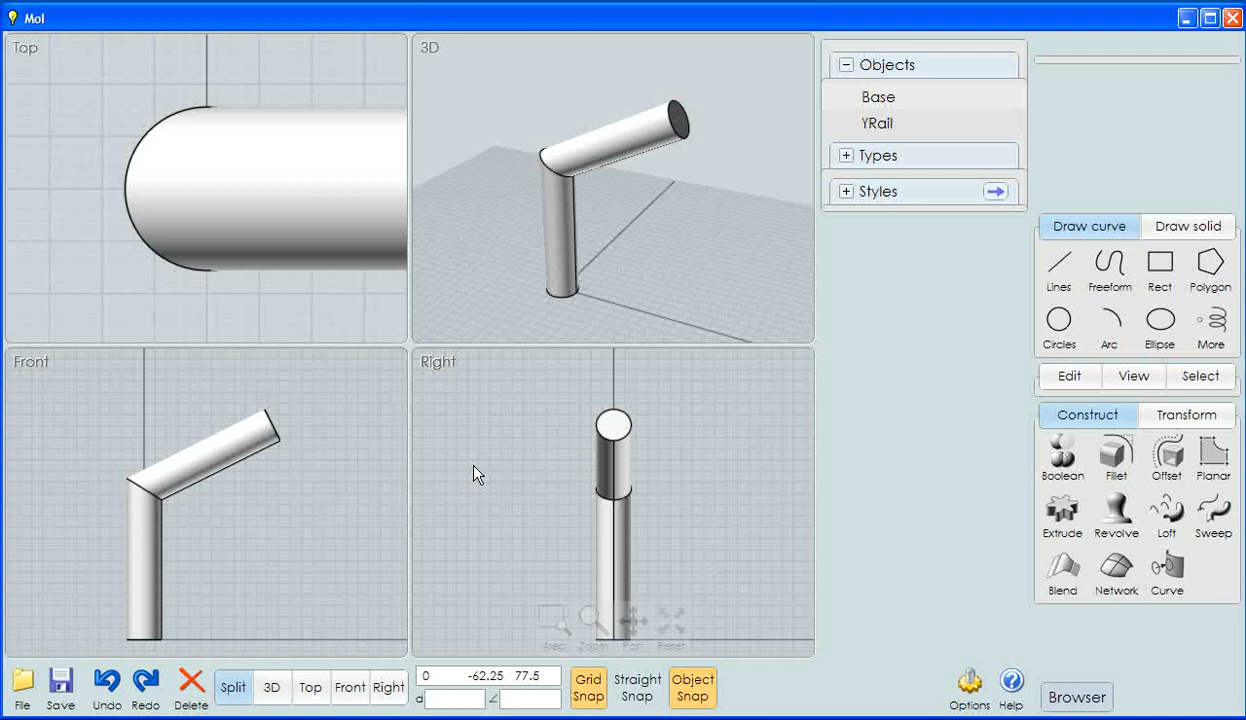 MoI
Top
3D
Front
Right
Area Zoom Pan Reset
Objects
Base
YRail
Types
Styles
Draw curve Draw solid
Lines Freeform Rect Polygon
Circles Arc Ellipse More
Edit View Select
Construct Transform
Boolean Fillet Offset Planar
Extrude Revolve Loft Sweep
Blend Network Curve
File Save Undo Redo Delete
Split 3D Top Front Right
0 -62.25 77.5
d
Grid Snap
Straight Snap
Object Snap
Options Help
Browser